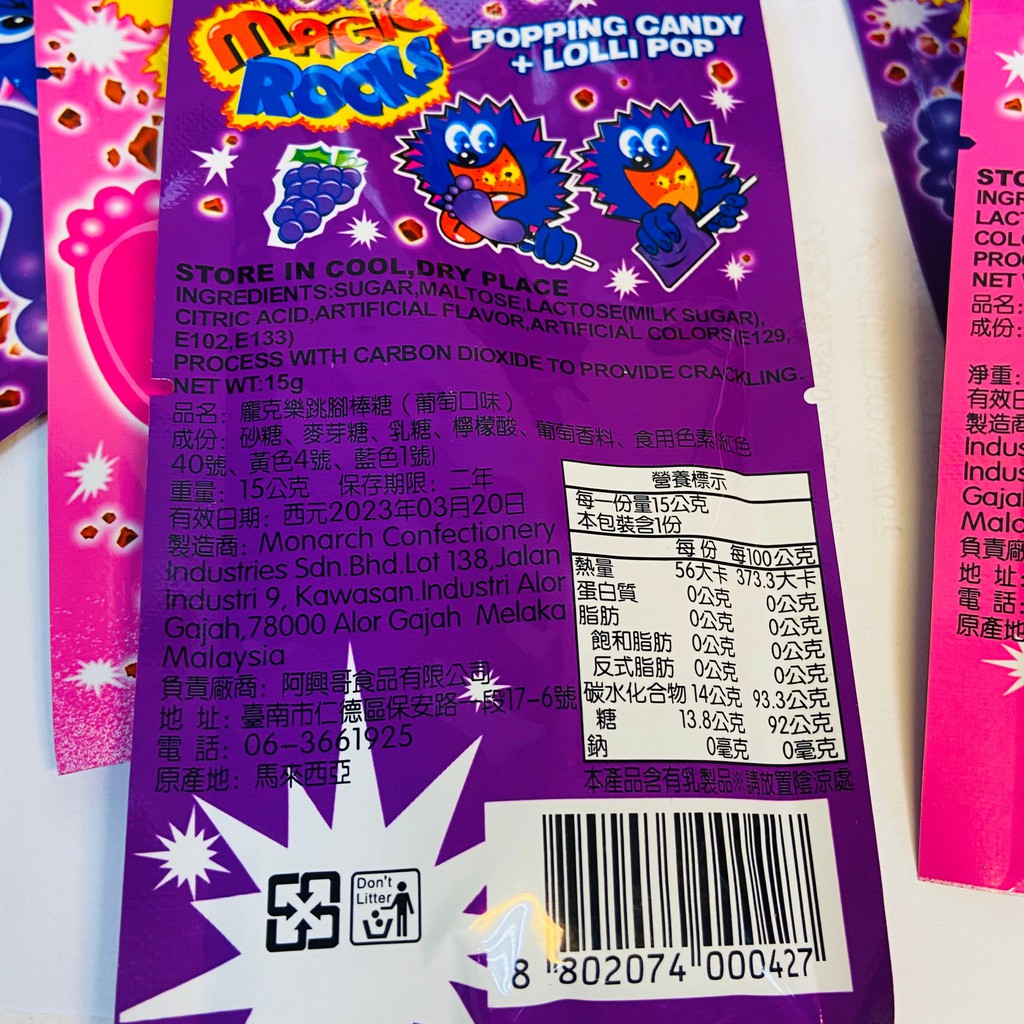 MAGIC
ROCKS
POPPING CANDY
+ LOLLI POP
STORE IN COOL,DRY PLACE
INGREDIENTS:SUGAR,MALTOSE,LACTOSE(MILK SUGAR),
CITRIC ACID,ARTIFICIAL FLAVOR,ARTIFICIAL COLORS(E129,
E102,E133)
PROCESS WITH CARBON DIOXIDE TO PROVIDE CRACKLING.
NET WT:15g
品名: 龐克樂跳腳棒糖 (葡萄口味)
成份: 砂糖、麥芽糖、乳糖、檸檬酸、葡萄香料、食用色素(紅色
40號、黃色4號、藍色1號)
重量: 15公克 保存期限: 二年
有效日期: 西元2023年03月20日
製造商: Monarch Confectionery
Industries Sdn.Bhd.Lot 138,Jalan
Industri 9, Kawasan.Industri Alor
Gajah,78000 Alor Gajah Melaka
Malaysia
負責廠商: 阿興哥食品有限公司
地 址: 臺南市仁德區保安路一段17-6號
電 話: 06-3661925
原產地: 馬來西亞
營養標示
每一份量15公克
本包裝含1份
每份 每100公克
熱量 56大卡 373.3大卡
蛋白質 0公克 0公克
脂肪 0公克 0公克
飽和脂肪 0公克 0公克
反式脂肪 0公克 0公克
碳水化合物 14公克 93.3公克
糖 13.8公克 92公克
鈉 0毫克 0毫克
本產品含有乳製品※請放置陰涼處
Don't
Litter
8 802074 000427
STO
INGR
LACT
COL
PRO
NET
品名:
成份:
淨重:
有效日
製造商
Indus
Indus
Gajal
Mala
負責廠
地 址:
電 話:
原產地